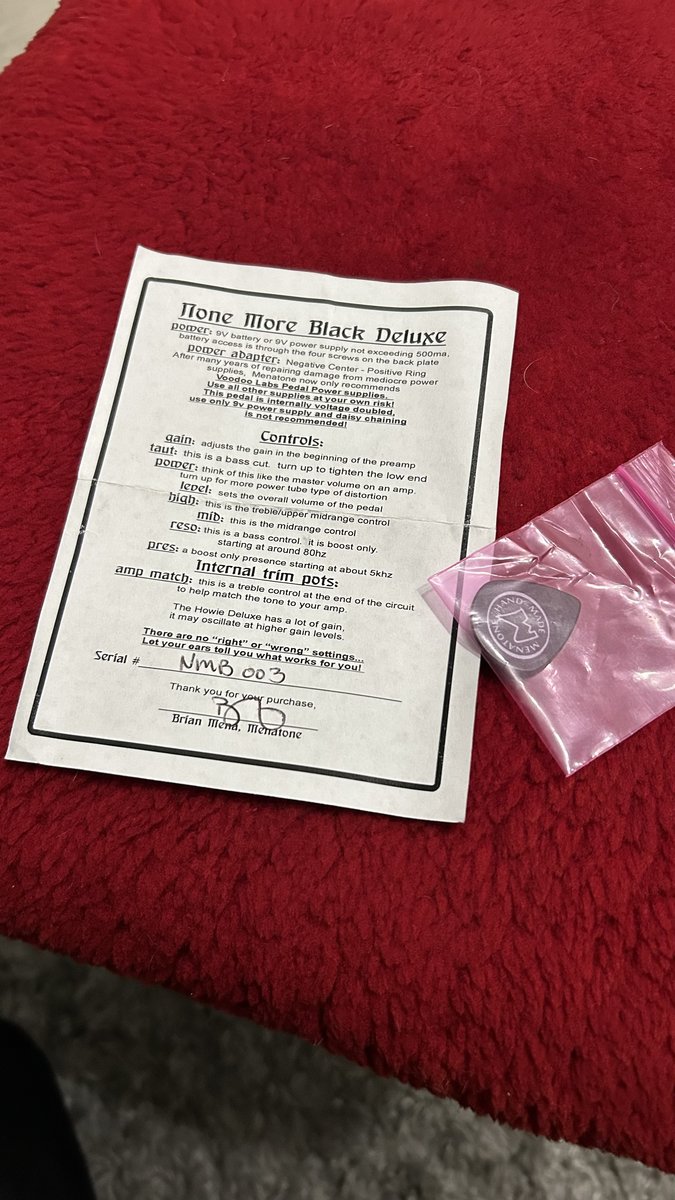 None More Black Deluxe
power: 9V battery or 9V power supply not exceeding 500ma,
battery access is through the four screws on the back plate
power adapter: Negative Center - Positive Ring
After many years of repairing damage from mediocre power
supplies, Menatone now only recommends
Voodoo Labs Pedal Power supplies.
Use all other supplies at your own risk!
This pedal is internally voltage doubled,
use only 9v power supply and daisy chaining
is not recommended!
Controls:
gain: adjusts the gain in the beginning of the preamp
taut: this is a bass cut. turn up to tighten the low end
power: think of this like the master volume on an amp.
turn up for more power tube type of distortion
level: sets the overall volume of the pedal
high: this is the treble/upper midrange control
mid: this is the midrange control
reso: this is a bass control. it is boost only.
starting at around 80hz
pres: a boost only presence starting at about 5khz
Internal trim pots:
amp match: this is a treble control at the end of the circuit
to help match the tone to your amp.
The Howie Deluxe has a lot of gain,
it may oscillate at higher gain levels.
There are no "right" or "wrong" settings...
Let your ears tell you what works for you!
Serial # NMB 003
Thank you for your purchase,
Brian Mena, Menatone
HAND MADE
MENATONE